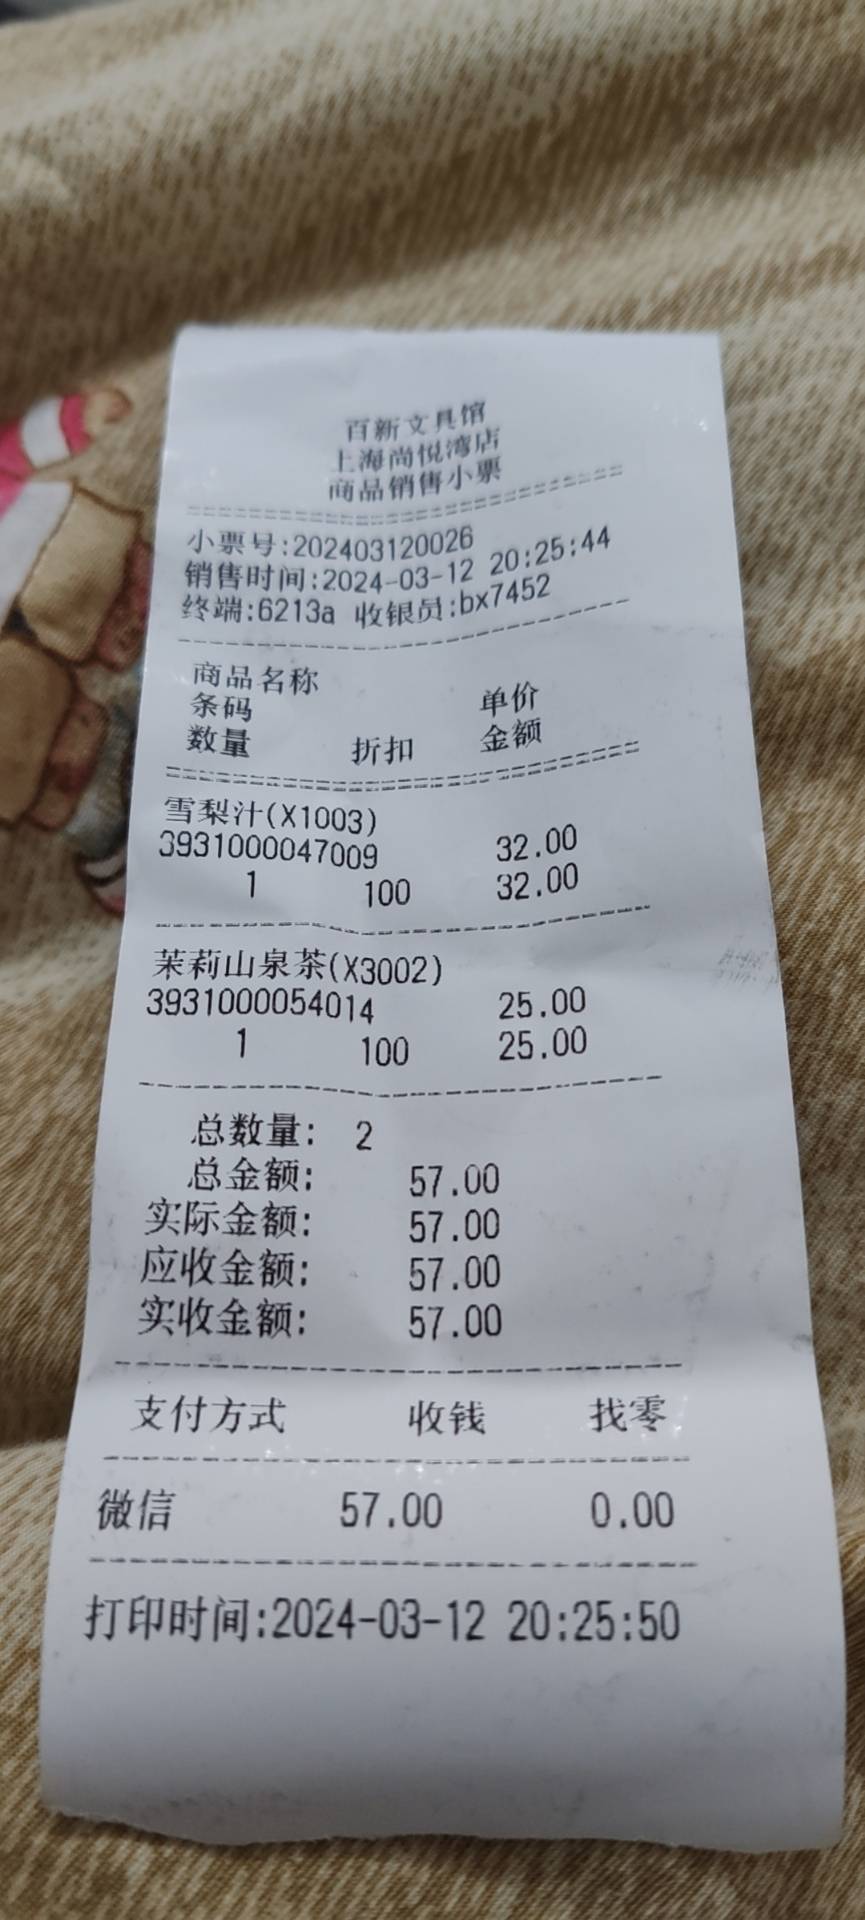 百新文具馆
上海尚悦湾店
商品销售小票
小票号:202403120026
销售时间:2024-03-12 20:25:44
终端:6213a 收银员:bx7452
商品名称
条码 单价
数量 折扣 金额
雪梨汁(X1003)
3931000047009 32.00
1 100 32.00
茉莉山泉茶(X3002)
3931000054014 25.00
1 100 25.00
总数量: 2
总金额: 57.00
实际金额: 57.00
应收金额: 57.00
实收金额: 57.00
支付方式 收钱 找零
微信 57.00 0.00
打印时间:2024-03-12 20:25:50